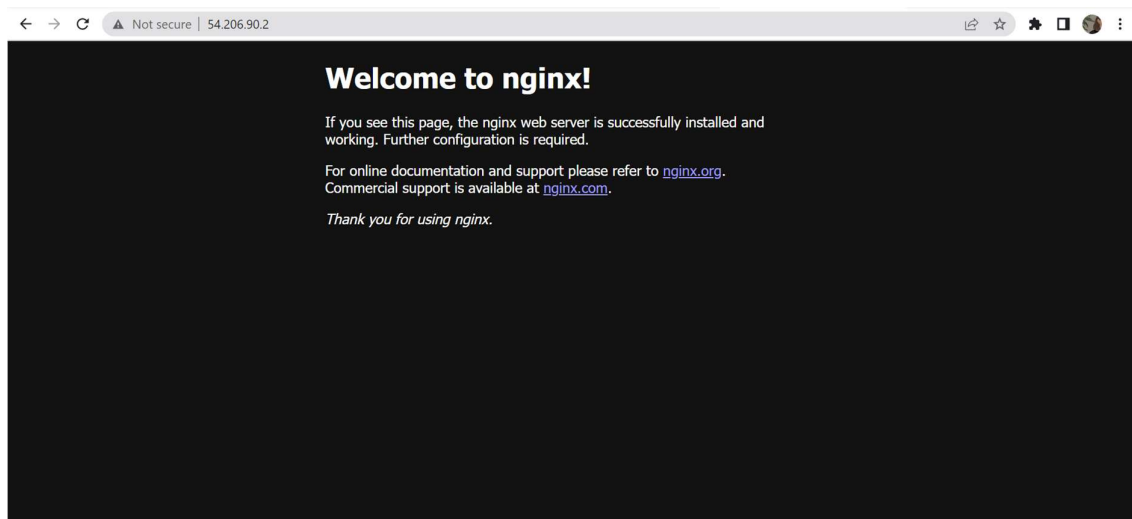 Not secure | 54.206.90.2
Welcome to nginx!
If you see this page, the nginx web server is successfully installed and
working. Further configuration is required.
For online documentation and support please refer to nginx.org.
Commercial support is available at nginx.com.
Thank you for using nginx.